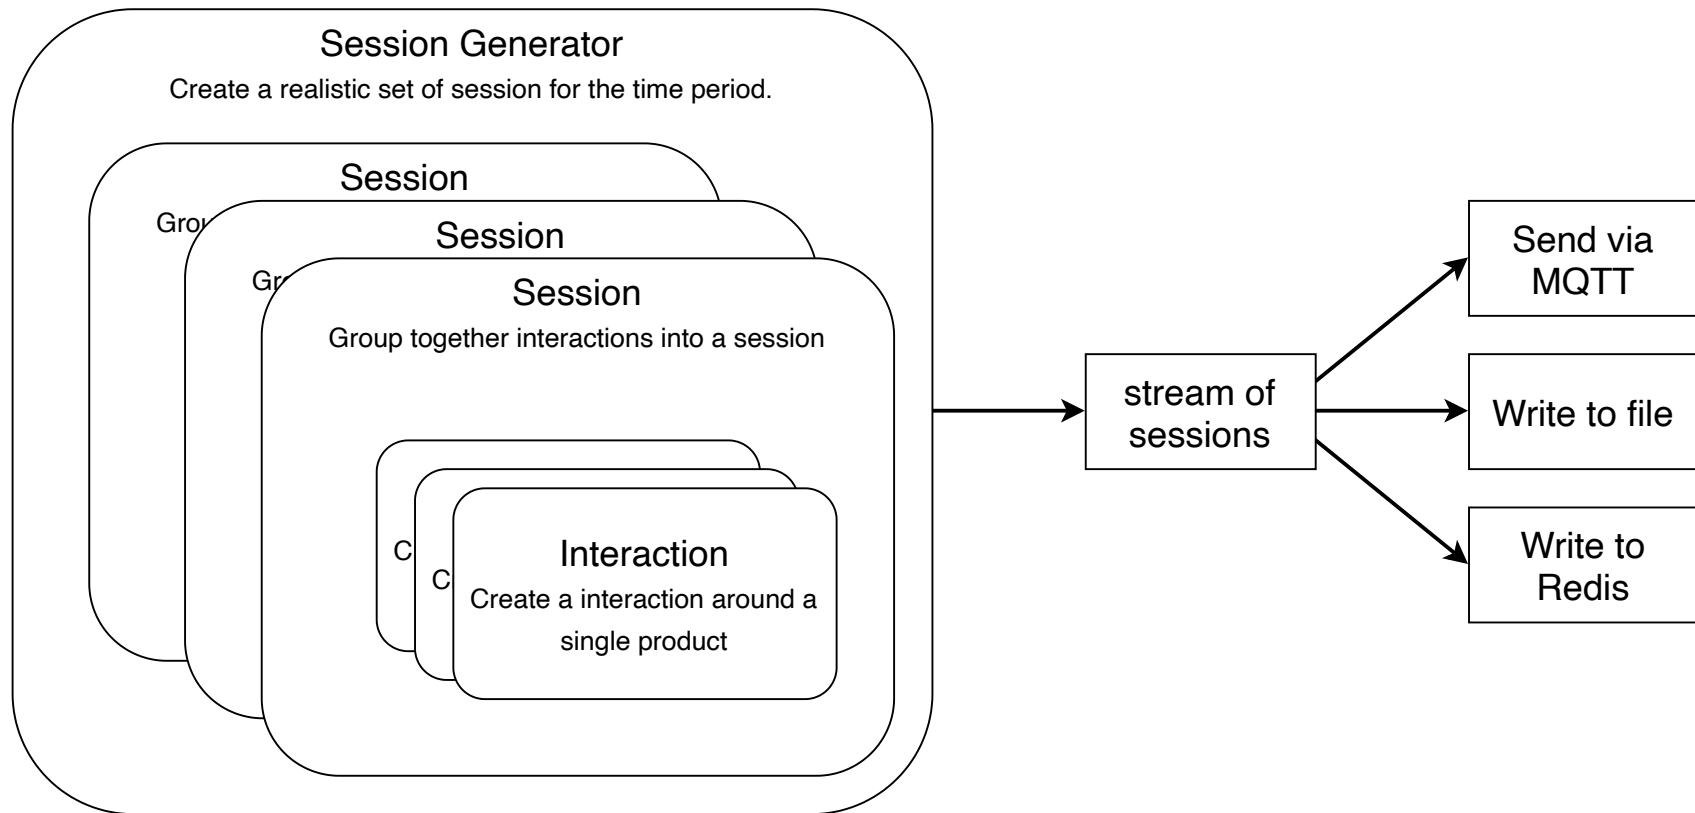 Session Generator
Create a realistic set of session for the time period.
Session
Session
Session
Group together interactions into a session
Interaction
Create a interaction around a
single product
stream of
sessions
Send via
MQTT
Write to file
Write to
Redis